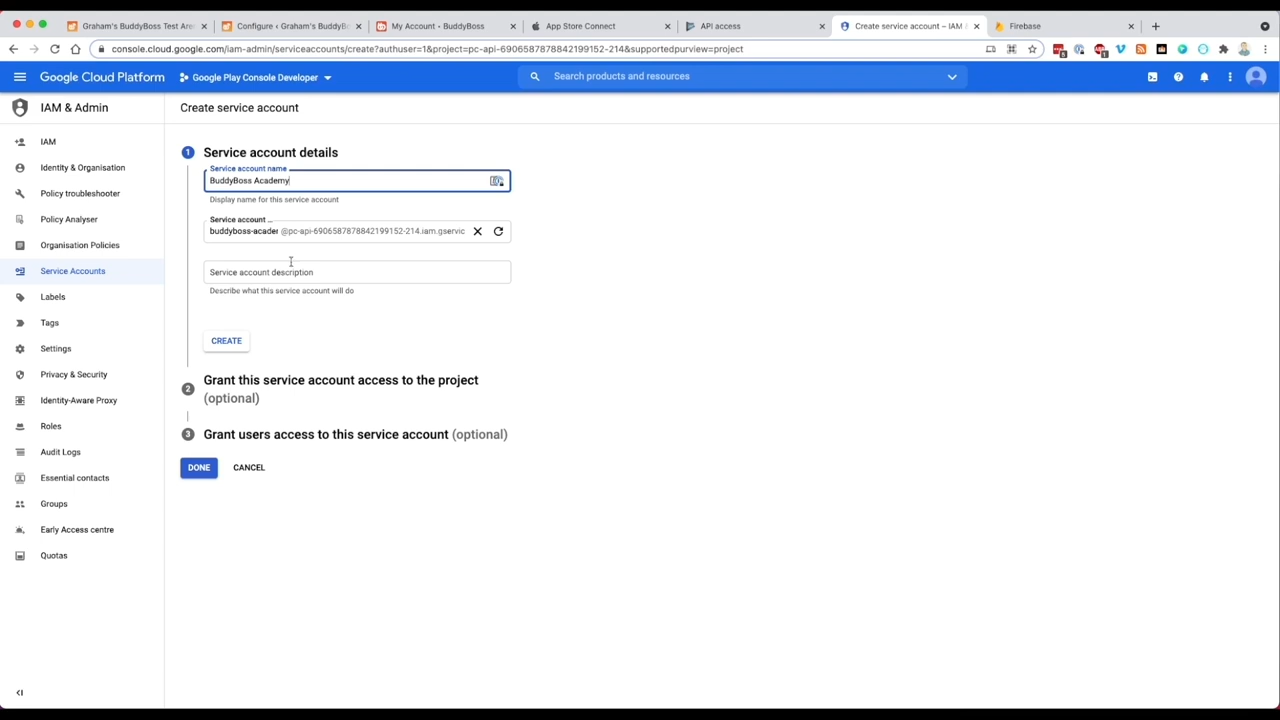 Graham's BuddyBoss Test Are
Configure ‹ Graham's BuddyBo
My Account - BuddyBoss
App Store Connect
API access
Create service account – IAM &
Firebase
console.cloud.google.com/iam-admin/serviceaccounts/create?authuser=1&project=pc-api-6906587878842199152-214&supportedpurview=project
Google Cloud Platform
Google Play Console Developer
Search products and resources
IAM & Admin
Create service account
IAM
Identity & Organisation
Policy troubleshooter
Policy Analyser
Organisation Policies
Service Accounts
Labels
Tags
Settings
Privacy & Security
Identity-Aware Proxy
Roles
Audit Logs
Essential contacts
Groups
Early Access centre
Quotas
1
Service account details
Service account name
BuddyBoss Academy
Display name for this service account
Service account ...
buddyboss-acader @pc-api-6906587878842199152-214.iam.gservic
Service account description
Describe what this service account will do
CREATE
2
Grant this service account access to the project
(optional)
3
Grant users access to this service account (optional)
DONE
CANCEL